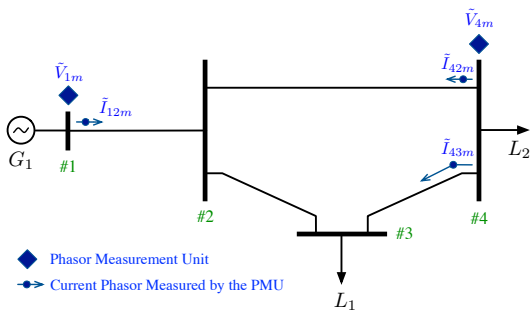 Ṽ4m
Ṽ1m
Ĩ42m
Ĩ12m
Ĩ43m
G1
#1
L2
#2
#4
#3
Phasor Measurement Unit
Current Phasor Measured by the PMU
L1